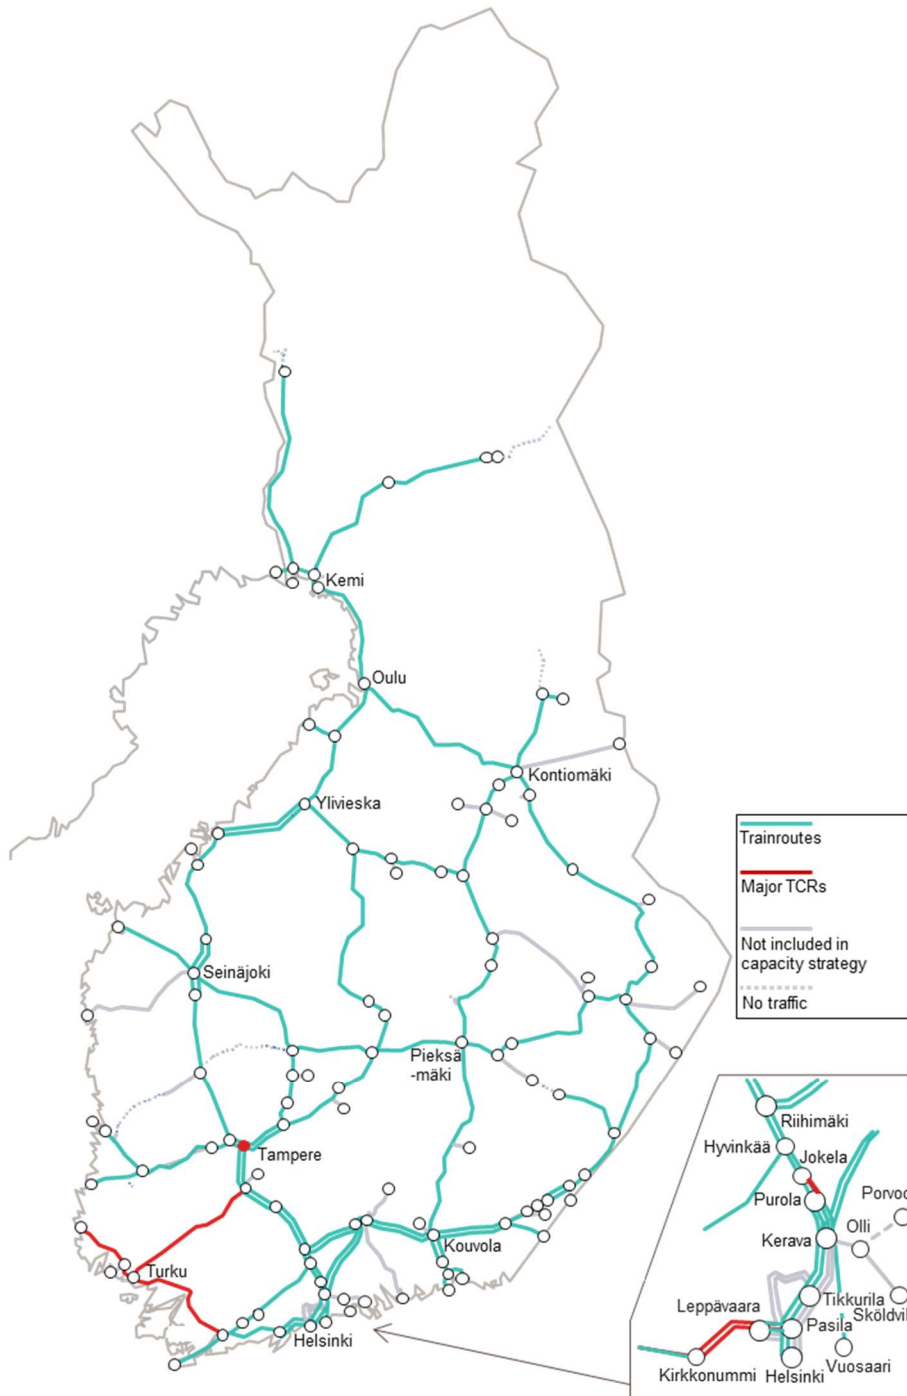 Kemi
Oulu
Kontiomäki
Ylivieska
Seinäjoki
Pieksä
-mäki
Tampere
Kouvola
Turku
Helsinki
Trainroutes
Major TCRs
Not included in
capacity strategy
No traffic
Riihimäki
Hyvinkää
Jokela
Purola
Porvoo
Olli
Kerava
Tikkurila
Leppävaara
Pasila
Kirkkonummi
Helsinki
Vuosaari